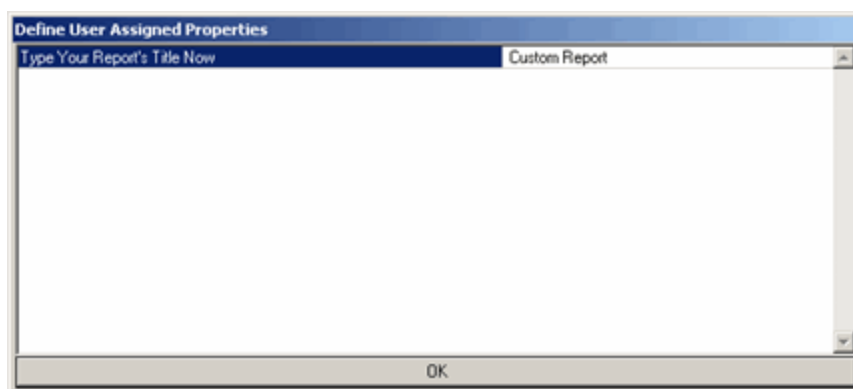 Define User Assigned Properties
Type Your Report's Title Now Custom Report
OK